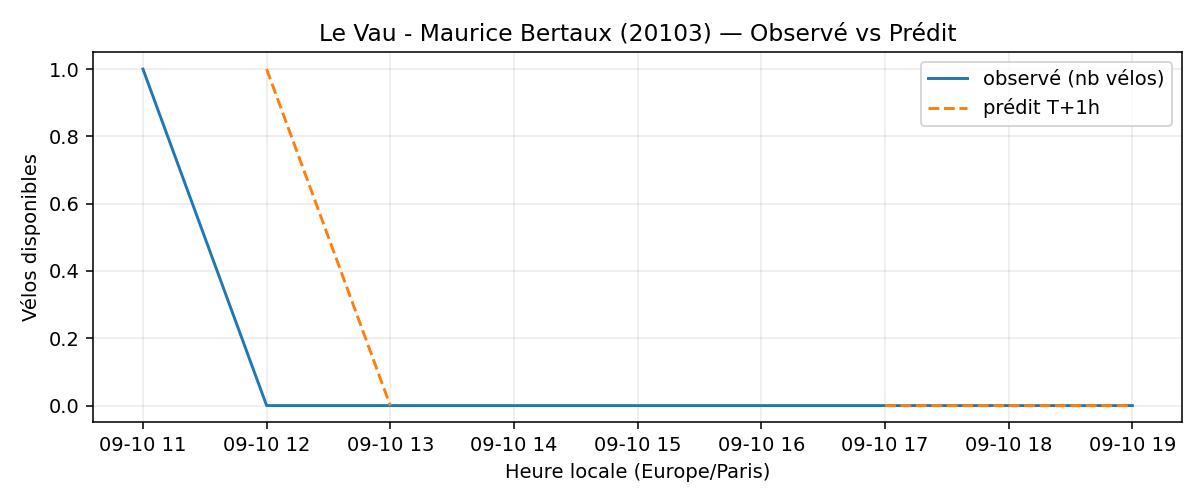 Le Vau - Maurice Bertaux (20103) — Observé vs Prédit
observé (nb vélos)
prédit T+1h
Vélos disponibles
1.0
0.8
0.6
0.4
0.2
0.0
09-10 11 09-10 12 09-10 13 09-10 14 09-10 15 09-10 16 09-10 17 09-10 18 09-10 19
Heure locale (Europe/Paris)